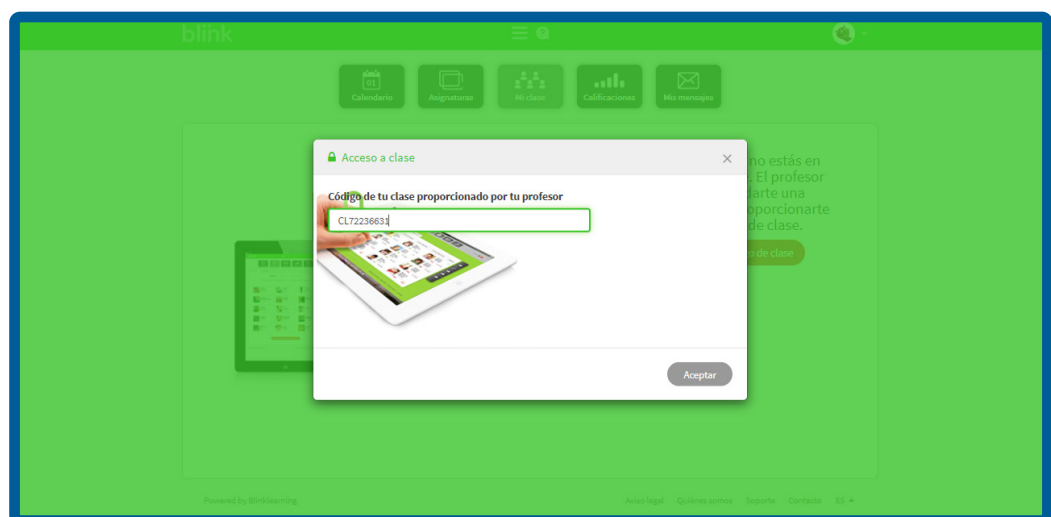 blink
Calendario
Asignaturas
Mi clase
Calificaciones
Mis mensajes
Acceso a clase
no estás en
. El profesor
darte una
oporcionarte
de clase.
o de clase
Código de tu clase proporcionado por tu profesor
CL72236631
Aceptar
Powered by Blinklearning.
Aviso legal Quiénes somos Soporte Contacto ES